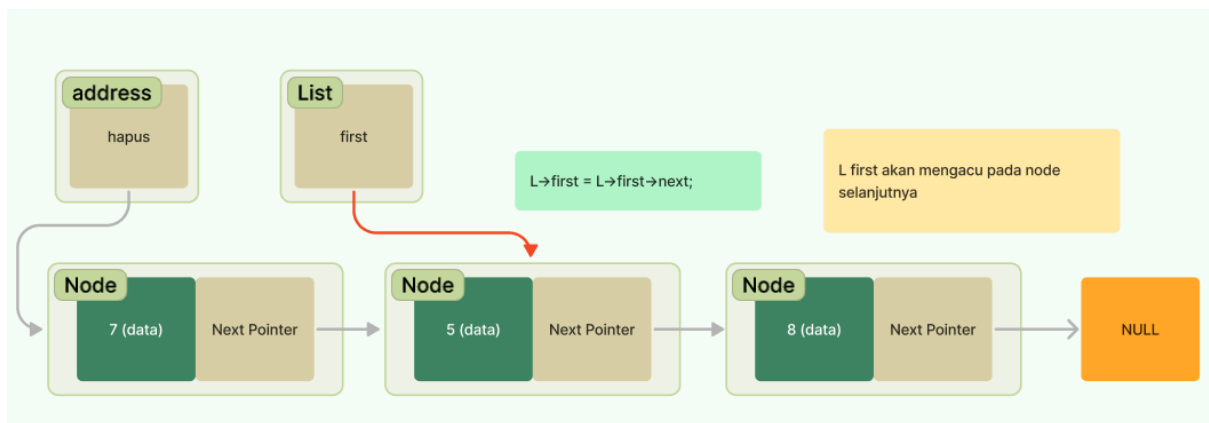 address
hapus
List
first
L→first = L→first→next;
L first akan mengacu pada node
selanjutnya
Node
7 (data)
Next Pointer
Node
5 (data)
Next Pointer
Node
8 (data)
Next Pointer
NULL